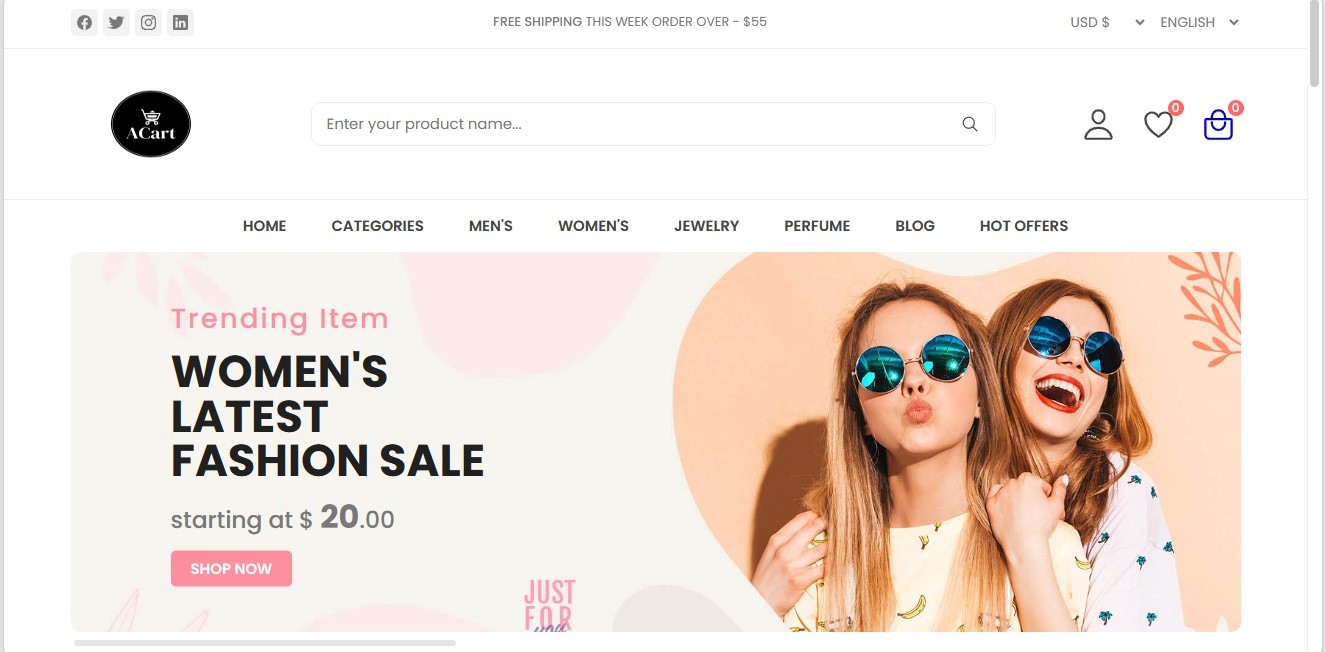 FREE SHIPPING THIS WEEK ORDER OVER - $55
USD $
ENGLISH
ACart
Enter your product name...
0
0
HOME
CATEGORIES
MEN'S
WOMEN'S
JEWELRY
PERFUME
BLOG
HOT OFFERS
Trending Item
WOMEN'S
LATEST
FASHION SALE
starting at $ 20.00
SHOP NOW
JUST
FOR
you